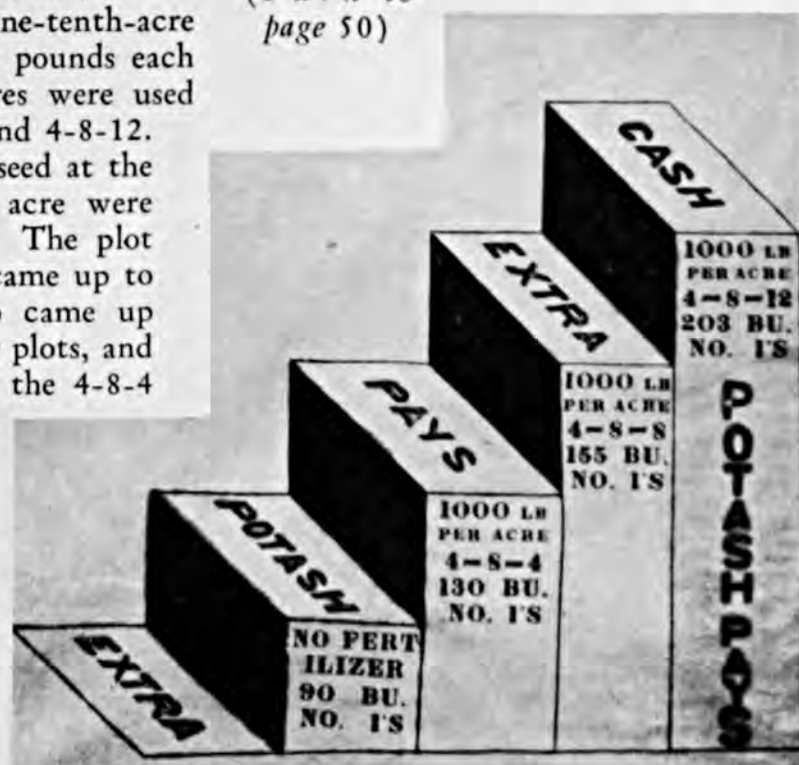 ne-tenth-acre
pounds each
res were used
nd 4-8-12.
seed at the
acre were
The plot
came up to
came up
plots, and
the 4-8-4
page 50)
EXTRA
POTASH
PAYS
EXTRA
CASH
NO FERT
ILIZER
90 BU.
NO. 1'S
1000 LB
PER ACRE
4-8-4
130 BU.
NO. 1'S
1000 LB
PER ACRE
4-8-8
155 BU.
NO. 1'S
1000 LB
PER ACRE
4-8-12
203 BU.
NO. 1'S
POTASH PAYS